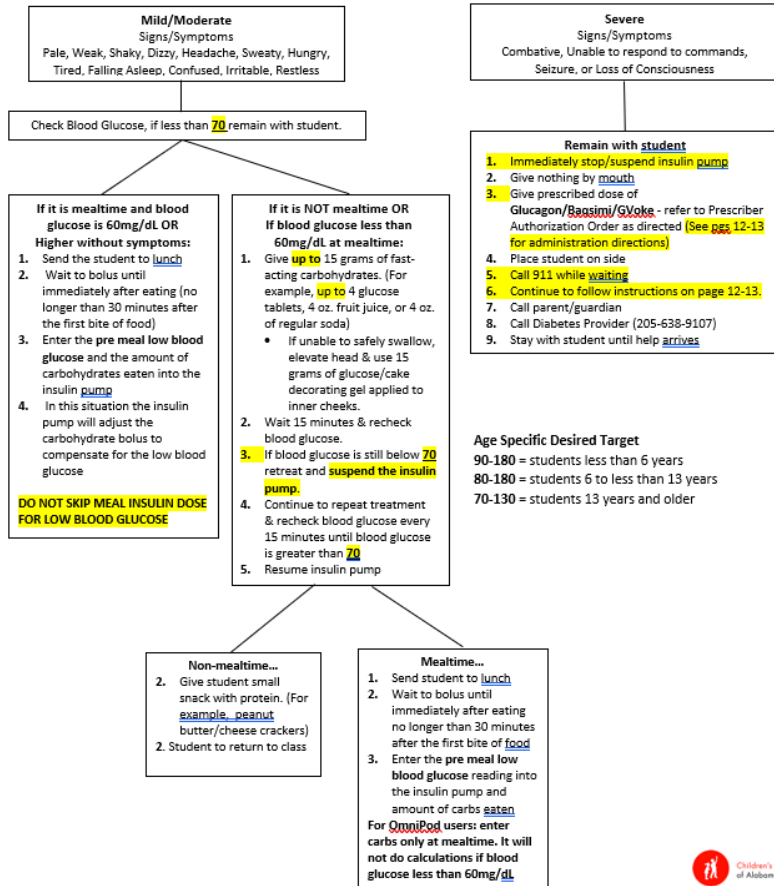 Mild/Moderate
Signs/Symptoms
Pale, Weak, Shaky, Dizzy, Headache, Sweaty, Hungry,
Tired, Falling Asleep, Confused, Irritable, Restless
Check Blood Glucose, if less than 70 remain with student.
If it is mealtime and blood
glucose is 60mg/dL OR
Higher without symptoms:
1. Send the student to lunch
2. Wait to bolus until
immediately after eating (no
longer than 30 minutes after
the first bite of food)
3. Enter the pre meal low blood
glucose and the amount of
carbohydrates eaten into the
insulin pump
4. In this situation the insulin
pump will adjust the
carbohydrate bolus to
compensate for the low blood
glucose
DO NOT SKIP MEAL INSULIN DOSE
FOR LOW BLOOD GLUCOSE
If it is NOT mealtime OR
If blood glucose less than
60mg/dL at mealtime:
1. Give up to 15 grams of fast-
acting carbohydrates. (For
example, up to 4 glucose
tablets, 4 oz. fruit juice, or 4 oz.
of regular soda)
• If unable to safely swallow,
elevate head & use 15
grams of glucose/cake
decorating gel applied to
inner cheeks.
2. Wait 15 minutes & recheck
blood glucose.
3. If blood glucose is still below 70
retreat and suspend the insulin
pump.
4. Continue to repeat treatment
& recheck blood glucose every
15 minutes until blood glucose
is greater than 70
5. Resume insulin pump
Non-mealtime...
2. Give student small
snack with protein. (For
example, peanut
butter/cheese crackers)
2. Student to return to class
Mealtime...
1. Send student to lunch
2. Wait to bolus until
immediately after eating
no longer than 30 minutes
after the first bite of food
3. Enter the pre meal low
blood glucose reading into
the insulin pump and
amount of carbs eaten
For OmniPod users: enter
carbs only at mealtime. It will
not do calculations if blood
glucose less than 60mg/dL
Severe
Signs/Symptoms
Combative, Unable to respond to commands,
Seizure, or Loss of Consciousness
Remain with student
1. Immediately stop/suspend insulin pump
2. Give nothing by mouth
3. Give prescribed dose of
Glucagon/Baqsimi/GVoke - refer to Prescriber
Authorization Order as directed (See pgs 12-13
for administration directions)
4. Place student on side
5. Call 911 while waiting
6. Continue to follow instructions on page 12-13.
7. Call parent/guardian
8. Call Diabetes Provider (205-638-9107)
9. Stay with student until help arrives
Age Specific Desired Target
90-180 = students less than 6 years
80-180 = students 6 to less than 13 years
70-130 = students 13 years and older
Children's
of Alabam